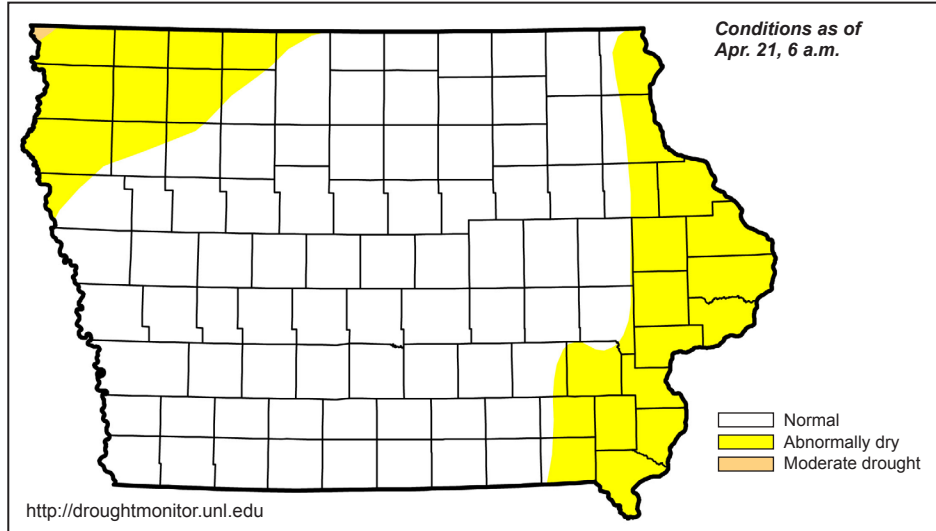 Conditions as of
Apr. 21, 6 a.m.
Normal
Abnormally dry
Moderate drought
http://droughtmonitor.unl.edu